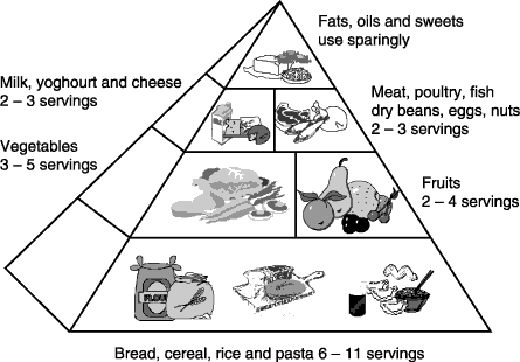 Fats, oils and sweets
use sparingly
Milk, yoghourt and cheese
2 – 3 servings
Meat, poultry, fish
dry beans, eggs, nuts
2 – 3 servings
Vegetables
3 – 5 servings
Fruits
2 – 4 servings
FLOUR
Bread, cereal, rice and pasta 6 – 11 servings